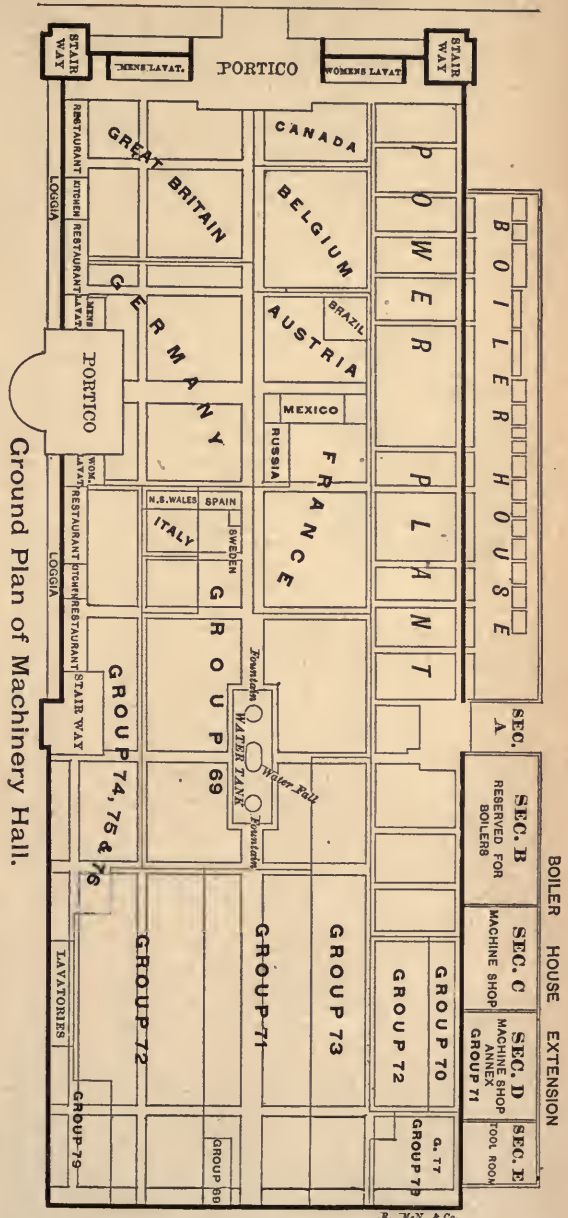 STAIR
WAY
MENS LAVAT.
PORTICO
WOMENS LAVAT.
STAIR
WAY
LOGGIA
RESTAURANT
KITCHEN
RESTAURANT
MENS
LAVAT.
PORTICO
WOM.
LAVAT.
RESTAURANT
KITCHEN
RESTAURANT
LOGGIA
STAIR WAY
LAVATORIES
GREAT BRITAIN
CANADA
BELGIUM
GERMANY
AUSTRIA
BRAZIL
MEXICO
RUSSIA
FRANCE
N.S.WALES
SPAIN
ITALY
SWEDEN
POWER PLANT
BOILER HOUSE
GROUP 69
Fountain
WATER TANK
Water Fall
Fountain
GROUP 74, 75 & 76
GROUP 72
GROUP 71
GROUP 73
GROUP 72
GROUP 70
GROUP 79
GROUP 69
G. 77
GROUP 79
SEC.
A
SEC. B
RESERVED FOR
BOILERS
SEC. C
MACHINE SHOP
SEC. D
MACHINE SHOP
ANNEX
GROUP 71
SEC. E
TOOL ROOM
BOILER HOUSE EXTENSION
R. McN. & Co.
Ground Plan of Machinery Hall.